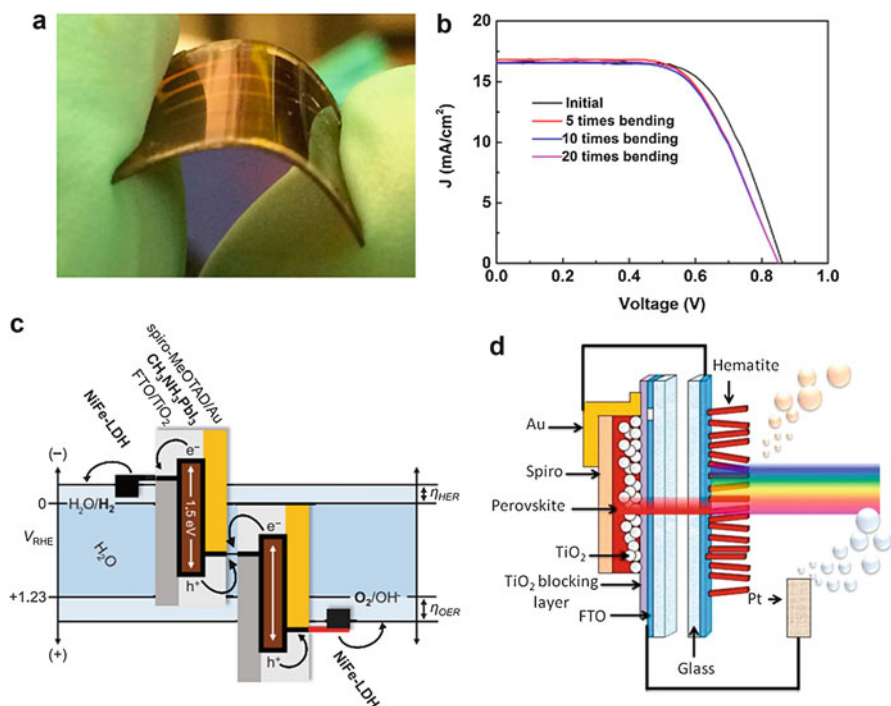 a
b
20
15
10
5
0
J (mA/cm²)
Initial
5 times bending
10 times bending
20 times bending
0.0
0.2
0.4
0.6
0.8
1.0
Voltage (V)
c
NiFe-LDH
FTO/TiO₂
CH₃NH₃PbI₃
spiro-MeOTAD/Au
(−)
0
V_RHE
+1.23
(+)
H₂O/H₂
H₂O
e⁻
1.5 eV
h⁺
e⁻
h⁺
η_HER
O₂/OH⁻
η_OER
NiFe-LDH
d
Hematite
Au
Spiro
Perovskite
TiO₂
TiO₂ blocking
layer
FTO
Glass
Pt